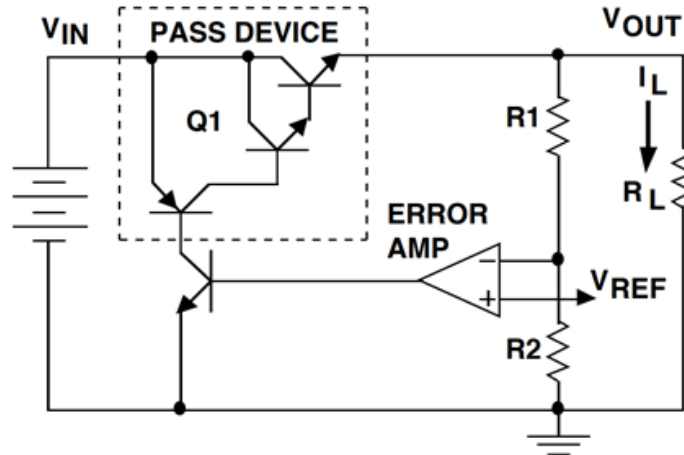 PASS DEVICE
VIN
VOUT
Q1
R1
IL
RL
ERROR
AMP
−
+
VREF
R2